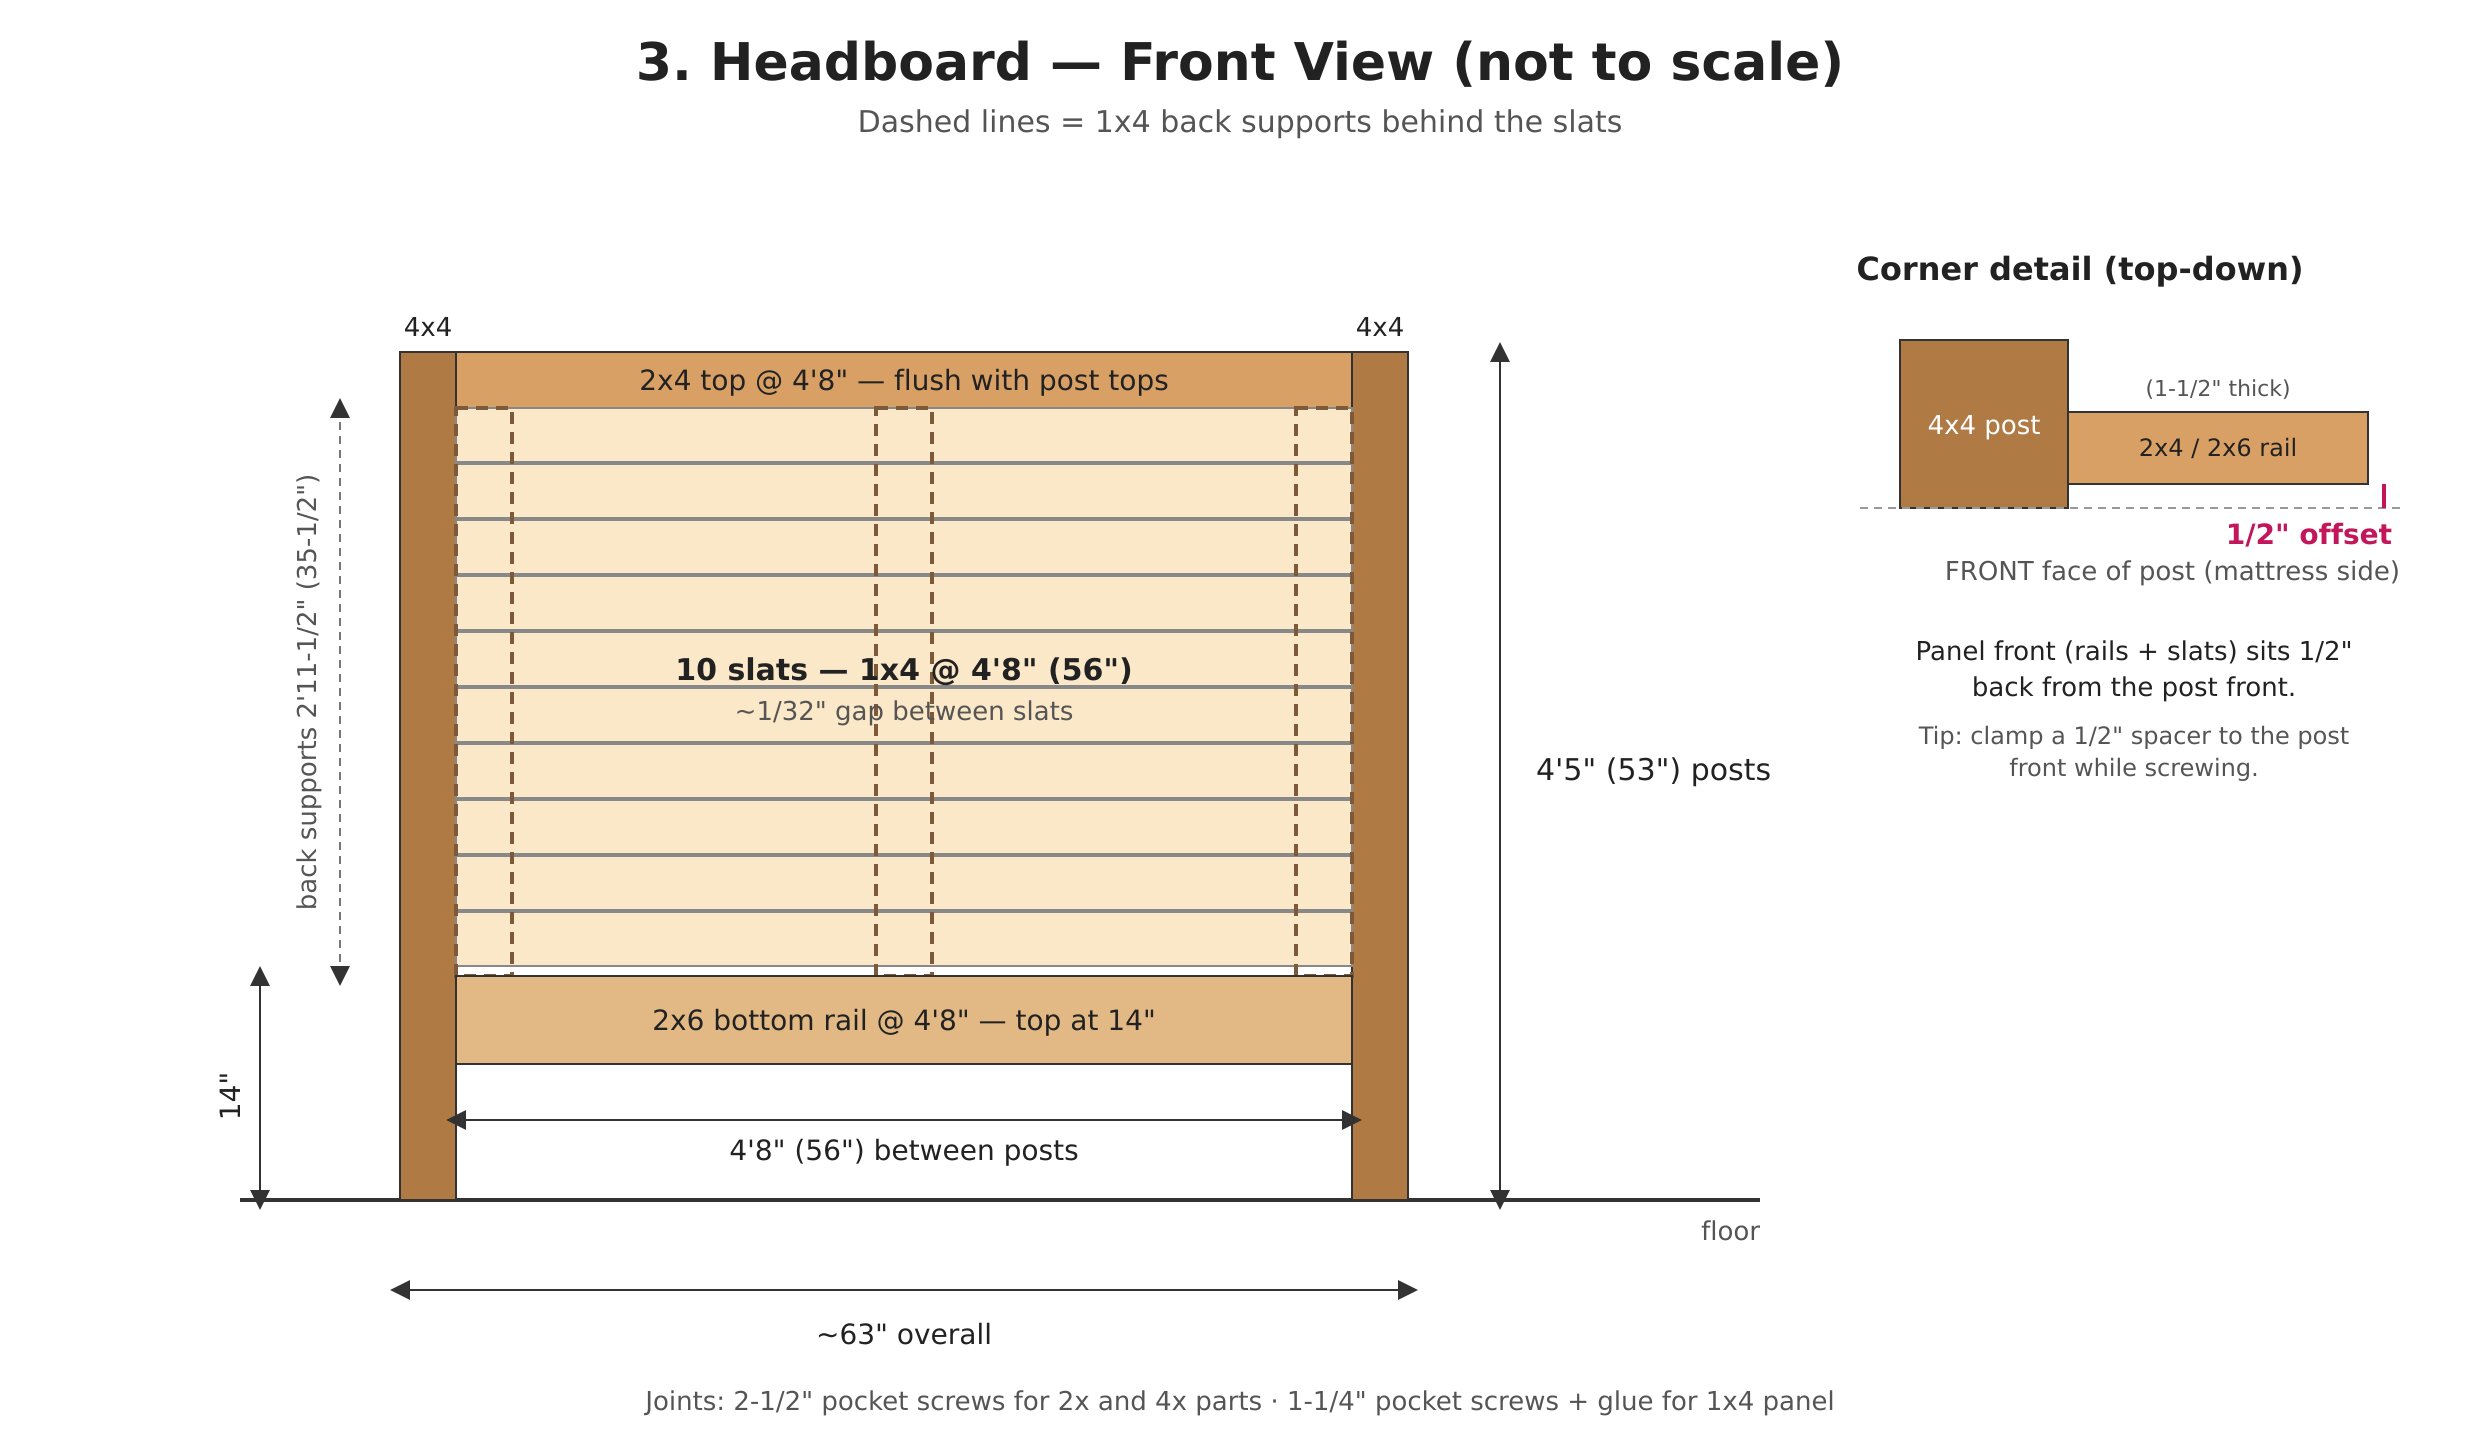 3. Headboard — Front View (not to scale)
Dashed lines = 1x4 back supports behind the slats
4x4
4x4
2x4 top @ 4'8" — flush with post tops
back supports 2'11-1/2" (35-1/2")
10 slats — 1x4 @ 4'8" (56")
~1/32" gap between slats
4'5" (53") posts
2x6 bottom rail @ 4'8" — top at 14"
14"
4'8" (56") between posts
floor
~63" overall
Corner detail (top-down)
(1-1/2" thick)
4x4 post
2x4 / 2x6 rail
1/2" offset
FRONT face of post (mattress side)
Panel front (rails + slats) sits 1/2"
back from the post front.
Tip: clamp a 1/2" spacer to the post
front while screwing.
Joints: 2-1/2" pocket screws for 2x and 4x parts · 1-1/4" pocket screws + glue for 1x4 panel